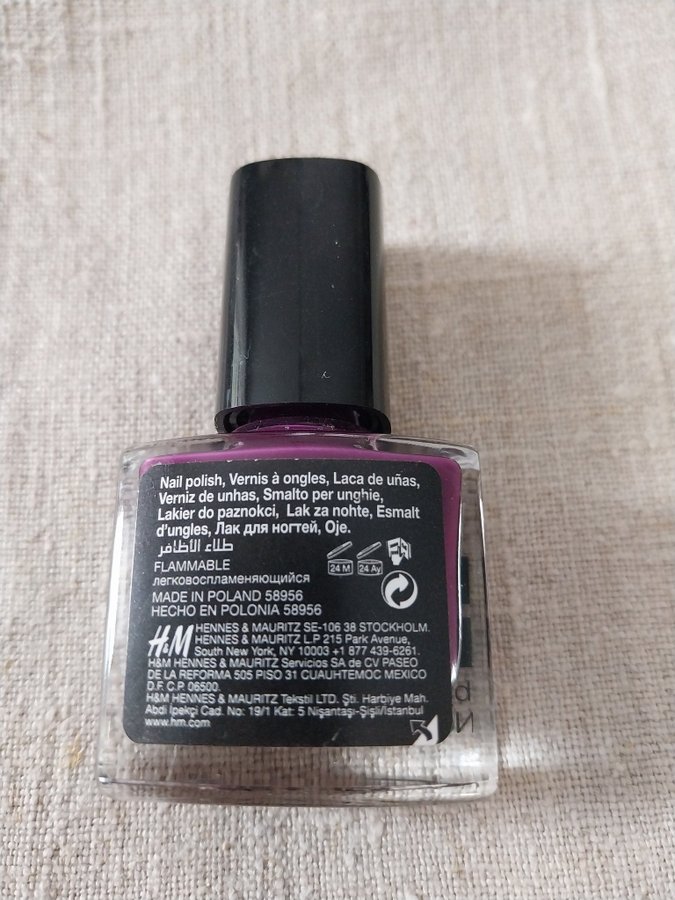 Nail polish, Vernis à ongles, Laca de uñas,
Verniz de unhas, Smalto per unghie,
Lakier do paznokci, Lak za nohte, Esmalt
d'ungles, Лак для ногтей, Oje.
طلاء الأظافر
FLAMMABLE
легковоспламеняющийся
24 M 24 Ay
MADE IN POLAND 58956
HECHO EN POLONIA 58956
H&M HENNES & MAURITZ SE-106 38 STOCKHOLM.
HENNES & MAURITZ L.P 215 Park Avenue,
South New York, NY 10003 +1 877 439-6261.
H&M HENNES & MAURITZ Servicios SA de CV PASEO
DE LA REFORMA 505 PISO 31 CUAUHTEMOC MEXICO
D.F. C.P. 06500.
H&M HENNES & MAURITZ Tekstil LTD. Şti. Harbiye Mah.
Abdi İpekçi Cad. No: 19/1 Kat: 5 Nişantaşı-Şişli/İstanbul
www.hm.com